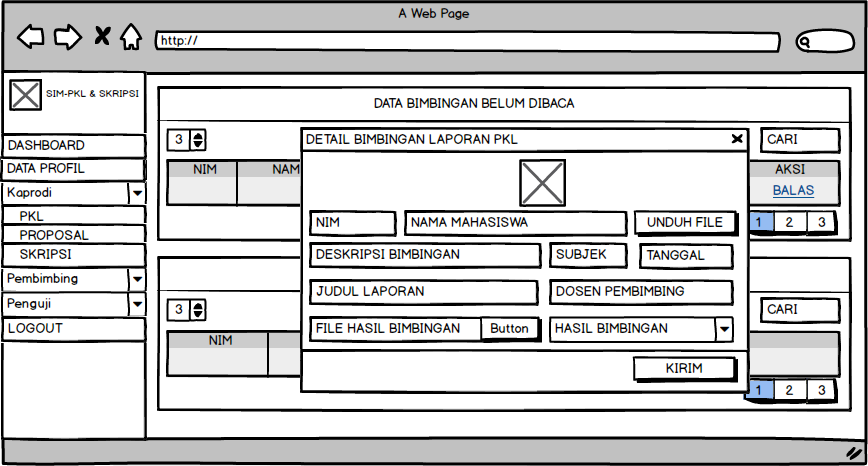 A Web Page
http://
SIM-PKL & SKRIPSI
DASHBOARD
DATA PROFIL
Kaprodi
PKL
PROPOSAL
SKRIPSI
Pembimbing
Penguji
LOGOUT
DATA BIMBINGAN BELUM DIBACA
3
CARI
NIM NAM AKSI
BALAS
1 2 3
DETAIL BIMBINGAN LAPORAN PKL
NIM NAMA MAHASISWA UNDUH FILE
DESKRIPSI BIMBINGAN SUBJEK TANGGAL
JUDUL LAPORAN DOSEN PEMBIMBING
FILE HASIL BIMBINGAN Button HASIL BIMBINGAN
KIRIM
3
CARI
NIM
1 2 3